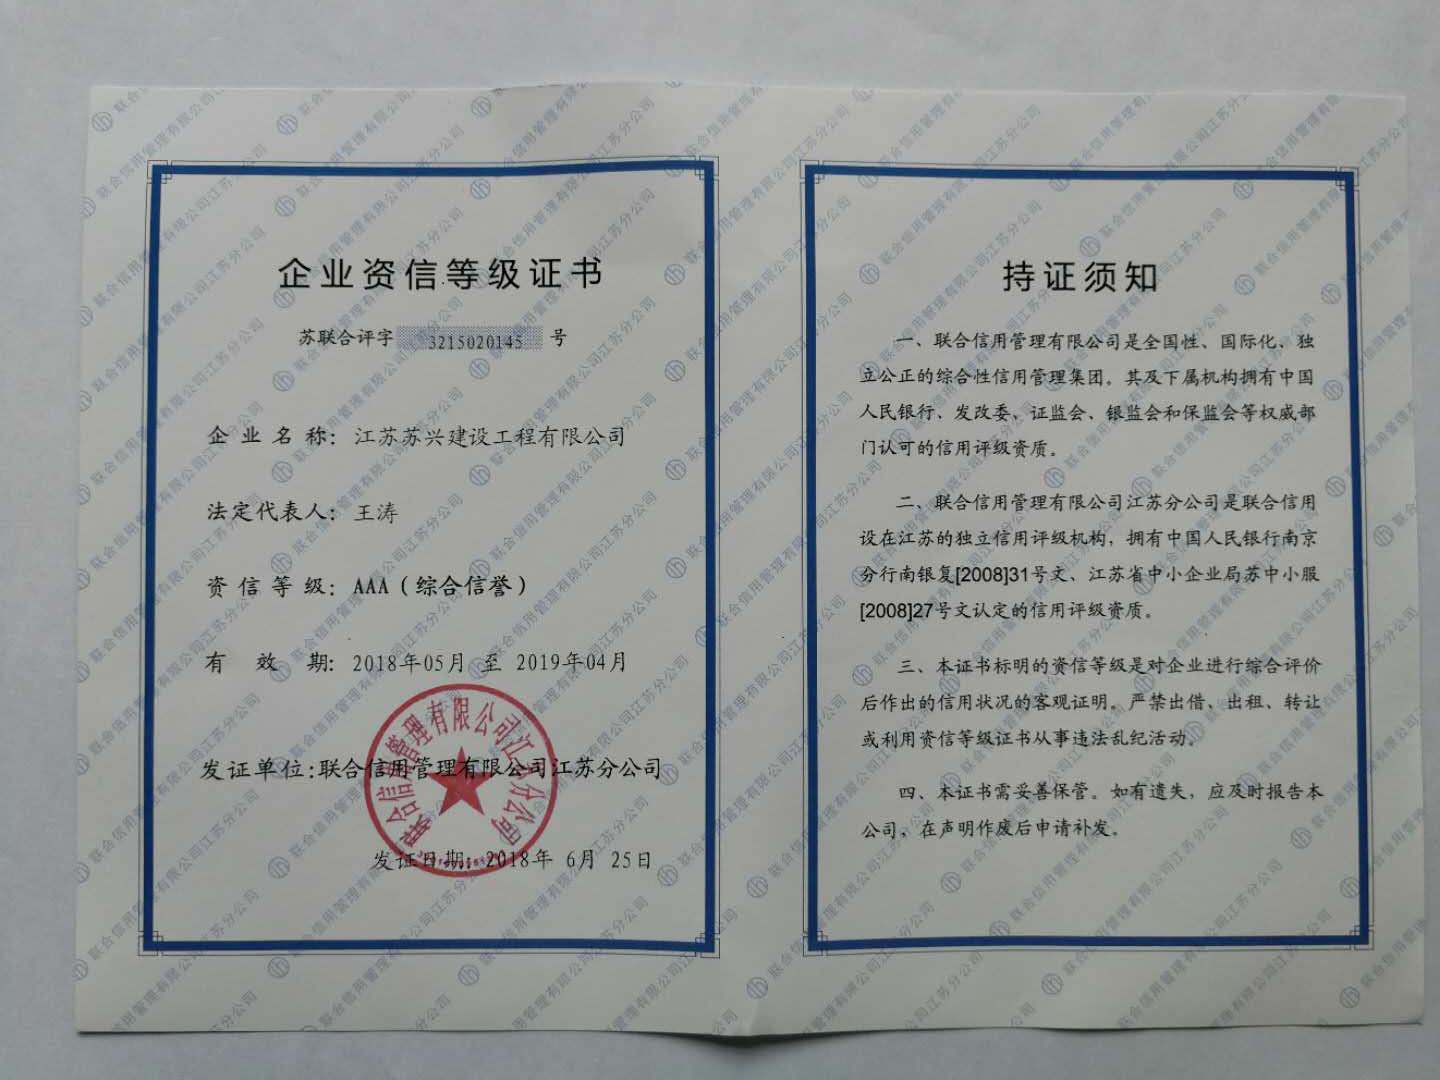 企业资信等级证书
苏联合评字 3215020145 号
企业名称：江苏苏兴建设工程有限公司
法定代表人：王涛
资信等级：AAA（综合信誉）
有效期：2018年05月 至 2019年04月
发证单位:联合信用管理有限公司江苏分公司
发证日期：2018年 6月 25日
联合信用管理有限公司江苏分公司
持证须知
一、联合信用管理有限公司是全国性、国际化、独
立公正的综合性信用管理集团。其及下属机构拥有中国
人民银行、发改委、证监会、银监会和保监会等权威部
门认可的信用评级资质。
二、联合信用管理有限公司江苏分公司是联合信用
设在江苏的独立信用评级机构，拥有中国人民银行南京
分行南银复[2008]31号文、江苏省中小企业局苏中小服
[2008]27号文认定的信用评级资质。
三、本证书标明的资信等级是对企业进行综合评价
后作出的信用状况的客观证明。严禁出借、出租、转让
或利用资信等级证书从事违法乱纪活动。
四、本证书需妥善保管。如有遗失，应及时报告本
公司，在声明作废后申请补发。